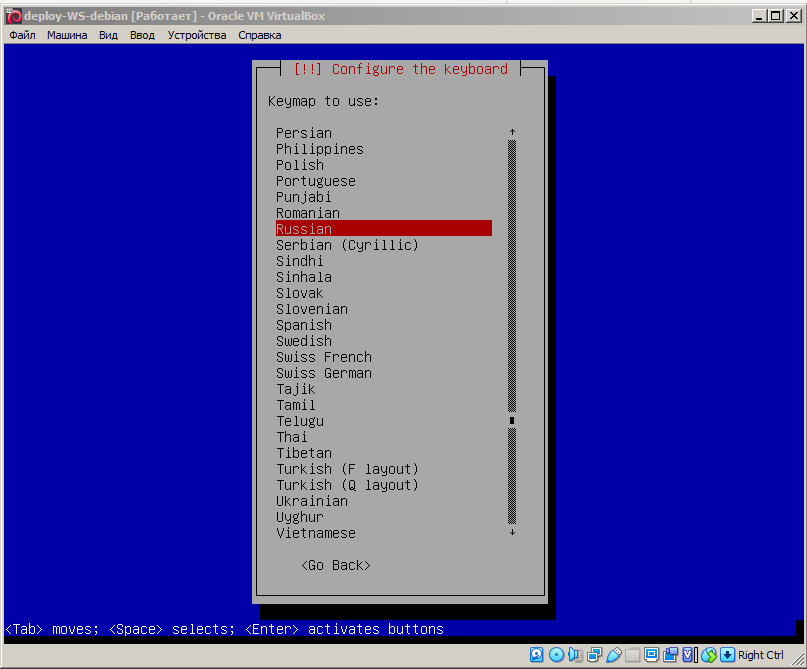 deploy-WS-debian [Работает] - Oracle VM VirtualBox
Файл Машина Вид Ввод Устройства Справка
[!!] Configure the keyboard
Keymap to use:
Persian
Philippines
Polish
Portuguese
Punjabi
Romanian
Russian
Serbian (Cyrillic)
Sindhi
Sinhala
Slovak
Slovenian
Spanish
Swedish
Swiss French
Swiss German
Tajik
Tamil
Telugu
Thai
Tibetan
Turkish (F layout)
Turkish (Q layout)
Ukrainian
Uyghur
Vietnamese
<Go Back>
<Tab> moves; <Space> selects; <Enter> activates buttons
Right Ctrl